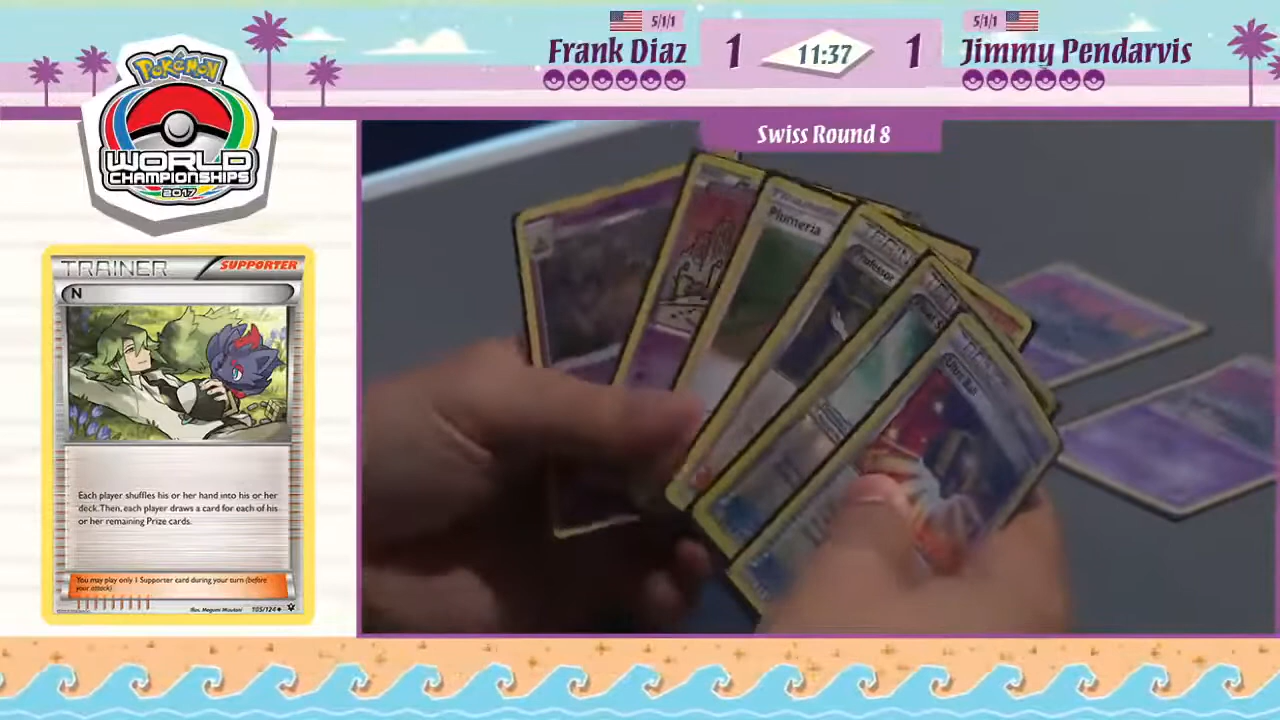 5/1/1
Frank Diaz
1
11:37
1
5/1/1
Jimmy Pendarvis
Swiss Round 8
POKéMON
WORLD
CHAMPIONSHIPS
2017
TRAINER
SUPPORTER
N
Each player shuffles his or her hand into his or her
deck.Then, each player draws a card for each of his
or her remaining Prize cards.
You may play only 1 Supporter card during your turn (before
your attack)
105/124
Plumeria
Professor